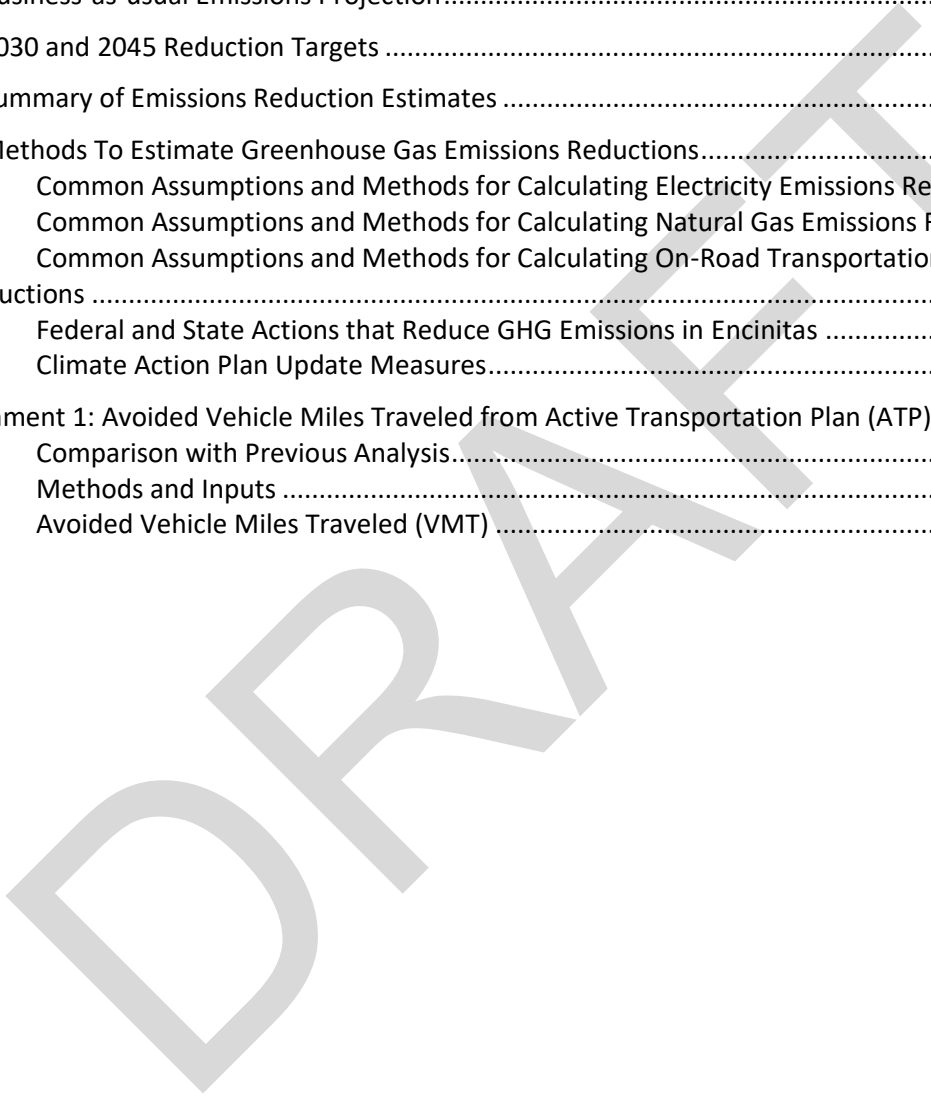 usiness-as-usual Emissions Projection
030 and 2045 Reduction Targets
ummary of Emissions Reduction Estimates
ethods To Estimate Greenhouse Gas Emissions Reductions
Common Assumptions and Methods for Calculating Electricity Emissions Re
Common Assumptions and Methods for Calculating Natural Gas Emissions
Common Assumptions and Methods for Calculating On-Road Transportation
uctions
Federal and State Actions that Reduce GHG Emissions in Encinitas
Climate Action Plan Update Measures
ment 1: Avoided Vehicle Miles Traveled from Active Transportation Plan (ATP)
Comparison with Previous Analysis
Methods and Inputs
Avoided Vehicle Miles Traveled (VMT)
DRAFT